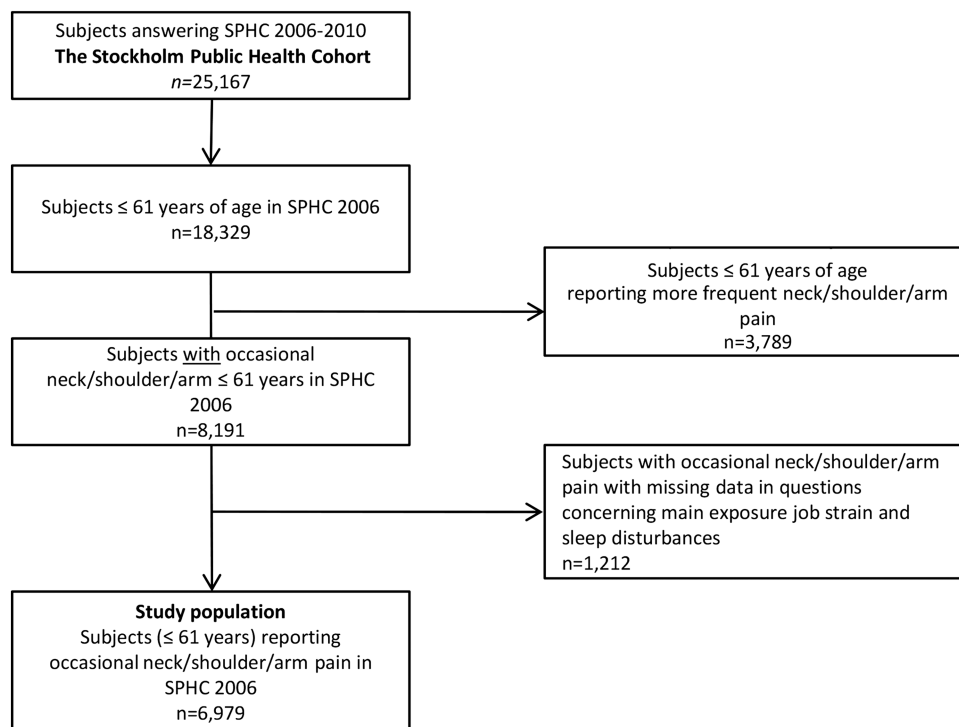 Subjects answering SPHC 2006-2010
The Stockholm Public Health Cohort
n=25,167
Subjects ≤ 61 years of age in SPHC 2006
n=18,329
Subjects ≤ 61 years of age
reporting more frequent neck/shoulder/arm
pain
n=3,789
Subjects with occasional
neck/shoulder/arm ≤ 61 years in SPHC
2006
n=8,191
Subjects with occasional neck/shoulder/arm
pain with missing data in questions
concerning main exposure job strain and
sleep disturbances
n=1,212
Study population
Subjects (≤ 61 years) reporting
occasional neck/shoulder/arm pain in
SPHC 2006
n=6,979